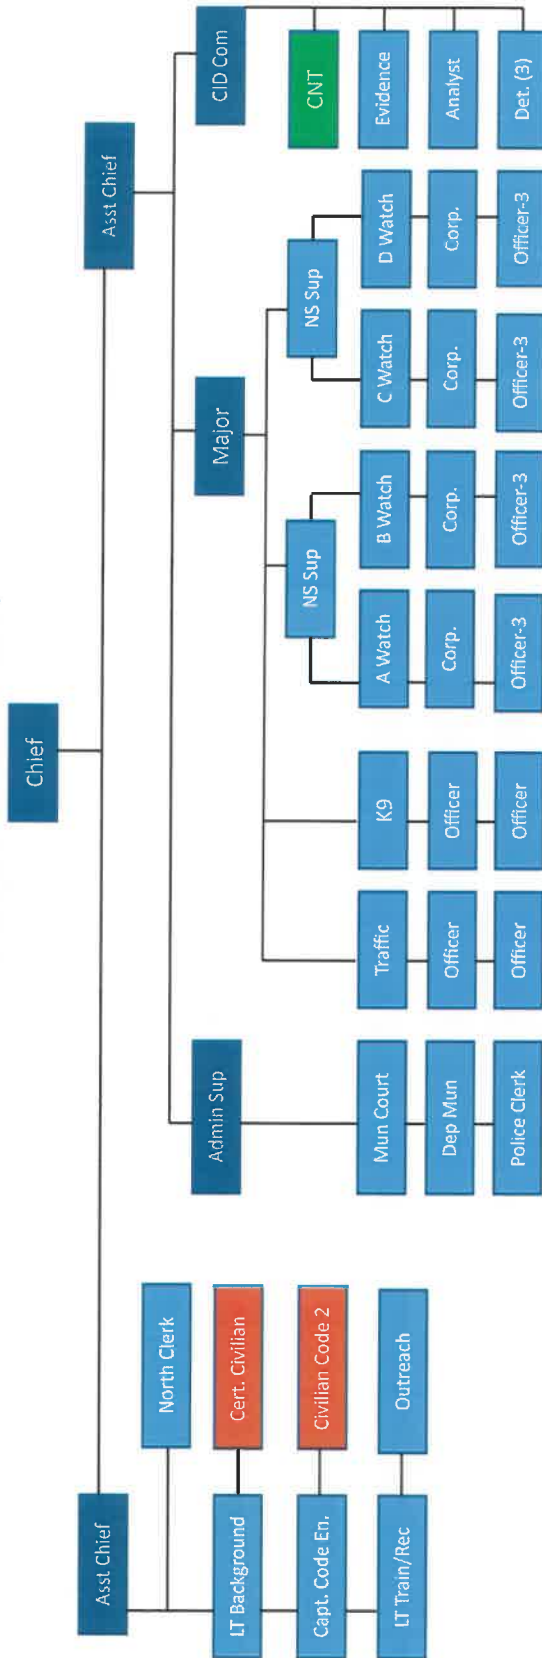 Chief
Asst Chief
Asst Chief
North Clerk
LT Background
Cert. Civilian
Capt. Code En.
Civilian Code 2
LT Train/Rec
Outreach
Admin Sup
Major
CID Com
Mun Court
Dep Mun
Police Clerk
Traffic
Officer
Officer
K9
Officer
Officer
NS Sup
A Watch
Corp.
Officer-3
B Watch
Corp.
Officer-3
NS Sup
C Watch
Corp.
Officer-3
D Watch
Corp.
Officer-3
CNT
Evidence
Analyst
Det. (3)